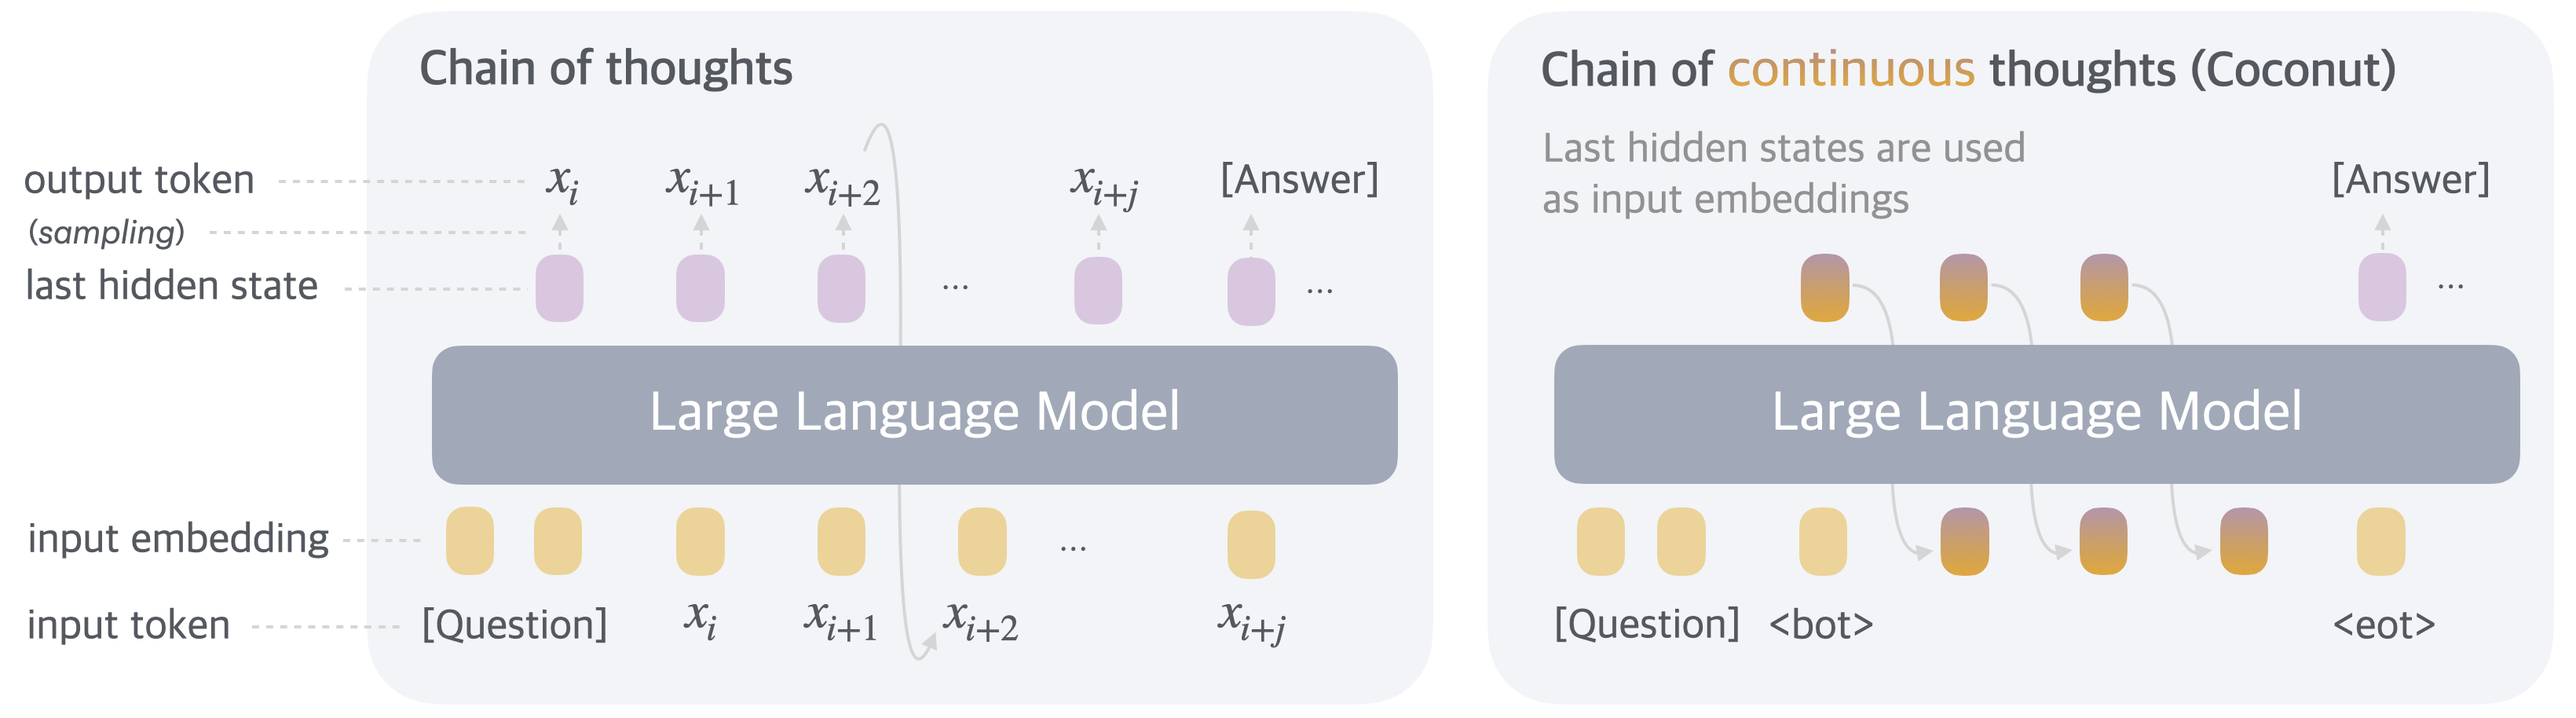 Chain of thoughts
output token
x_i
x_{i+1}
x_{i+2}
x_{i+j}
[Answer]
(sampling)
last hidden state
...
...
Large Language Model
input embedding
...
input token
[Question]
x_i
x_{i+1}
x_{i+2}
x_{i+j}
Chain of continuous thoughts (Coconut)
Last hidden states are used
as input embeddings
[Answer]
...
Large Language Model
[Question]
<bot>
<eot>